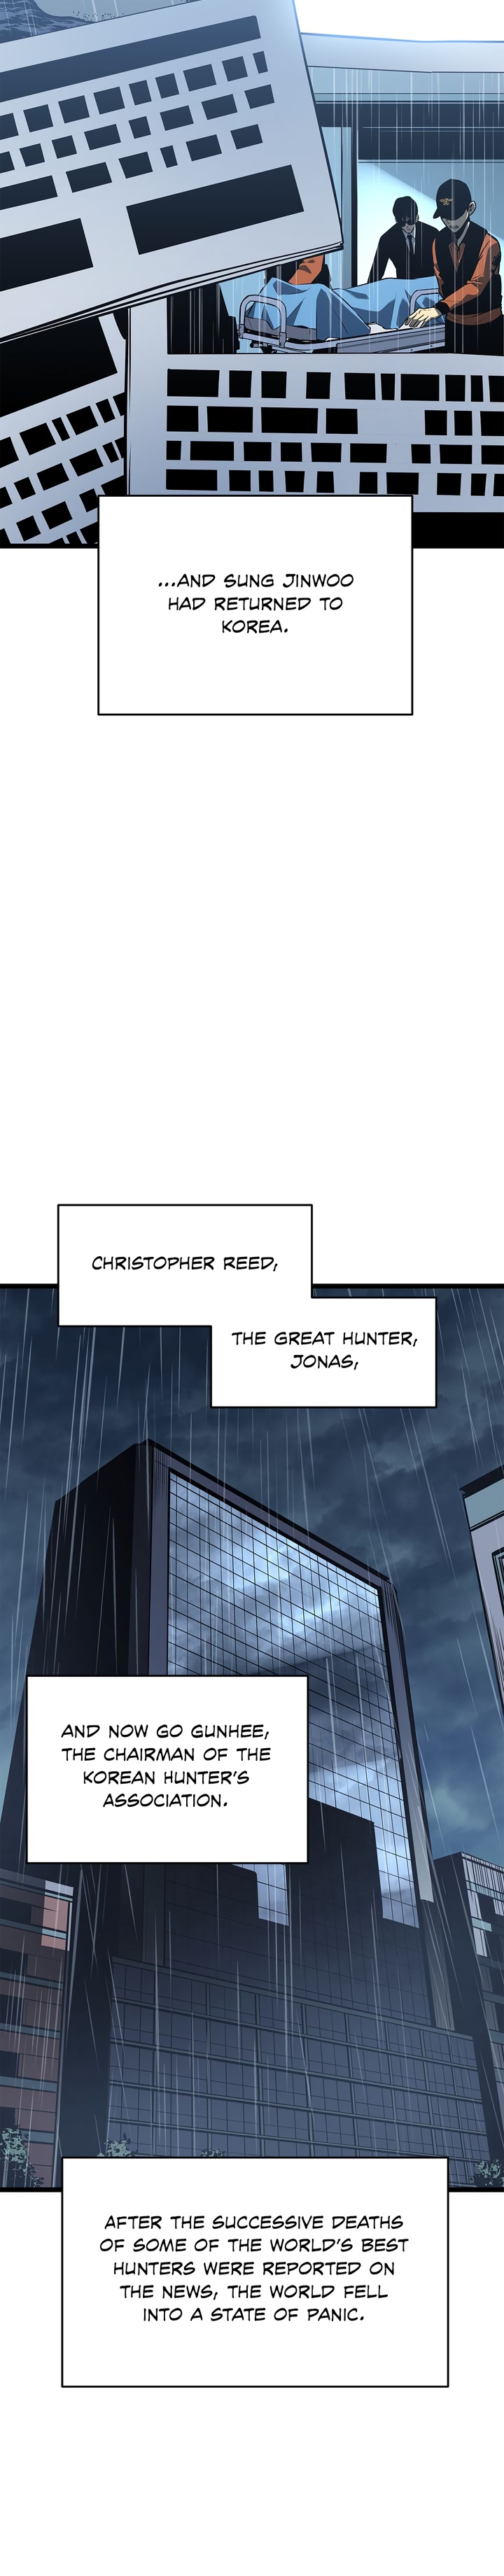 ...AND SUNG JINWOO
HAD RETURNED TO
KOREA.
CHRISTOPHER REED,
THE GREAT HUNTER,
JONAS,
AND NOW GO GUNHEE,
THE CHAIRMAN OF THE
KOREAN HUNTER'S
ASSOCIATION.
AFTER THE SUCCESSIVE DEATHS
OF SOME OF THE WORLD'S BEST
HUNTERS WERE REPORTED ON
THE NEWS, THE WORLD FELL
INTO A STATE OF PANIC.